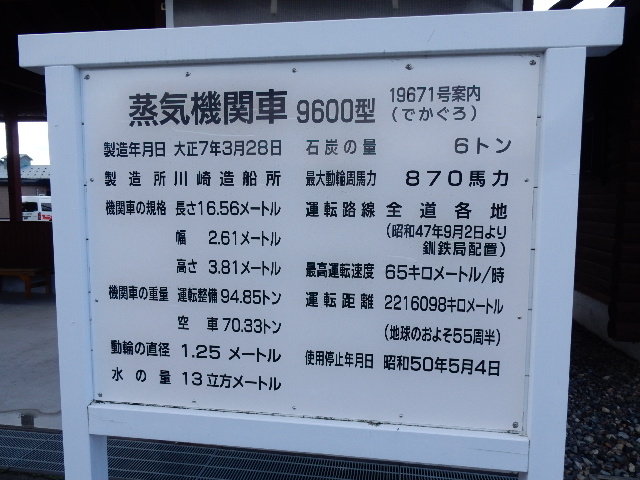 蒸気機関車 9600型 19671号案内
(でかぐろ)
製造年月日 大正7年3月28日
製造所川崎造船所
機関車の規格 長さ16.56メートル
幅 2.61メートル
高さ 3.81メートル
機関車の重量 運転整備 94.85トン
空車 70.33トン
動輪の直径 1.25メートル
水の量 13立方メートル
石炭の量 6トン
最大動輪周馬力 870馬力
運転路線 全道各地
(昭和47年9月2日より
釧鉄局配置)
最高運転速度 65キロメートル/時
運転距離 2216098キロメートル
(地球のおよそ55周半)
使用停止年月日 昭和50年5月4日